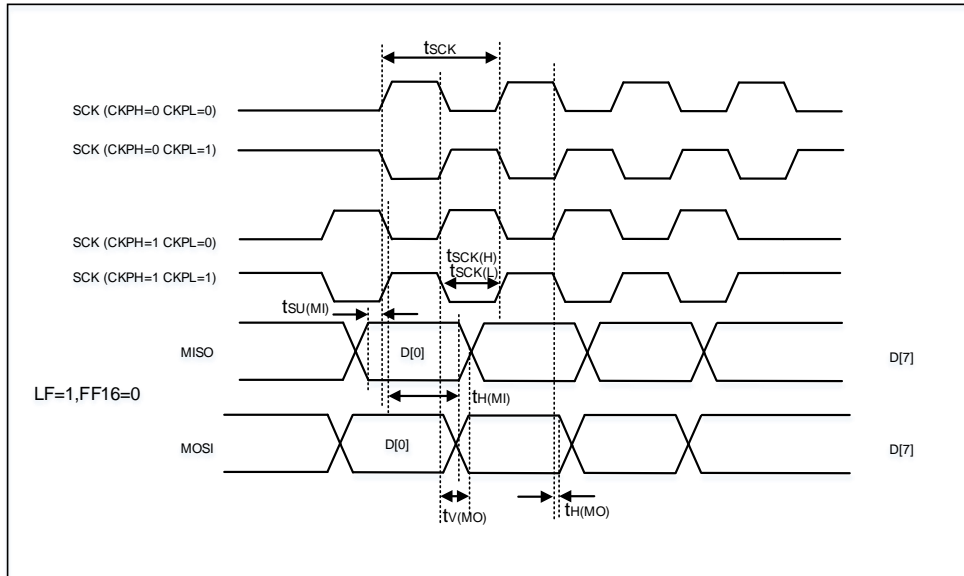 tSCK
SCK (CKPH=0 CKPL=0)
SCK (CKPH=0 CKPL=1)
SCK (CKPH=1 CKPL=0)
tSCK(H)
tSCK(L)
SCK (CKPH=1 CKPL=1)
tSU(MI)
MISO
D[0]
D[7]
LF=1,FF16=0
tH(MI)
MOSI
D[0]
D[7]
tV(MO)
tH(MO)